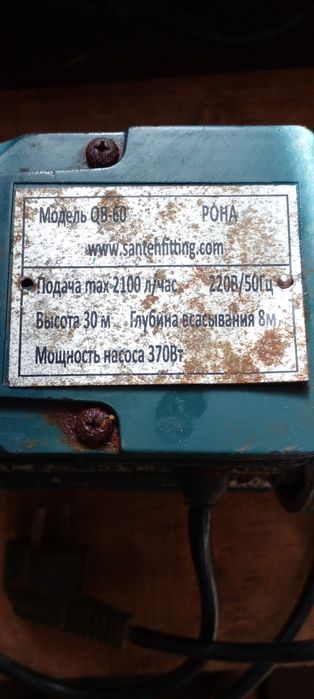 Модель QB-60 РОНА
www.santehfitting.com
Подача max 2100 л/час 220В/50Гц
Высота 30 м Глубина всасывания 8м
Мощность насоса 370Вт